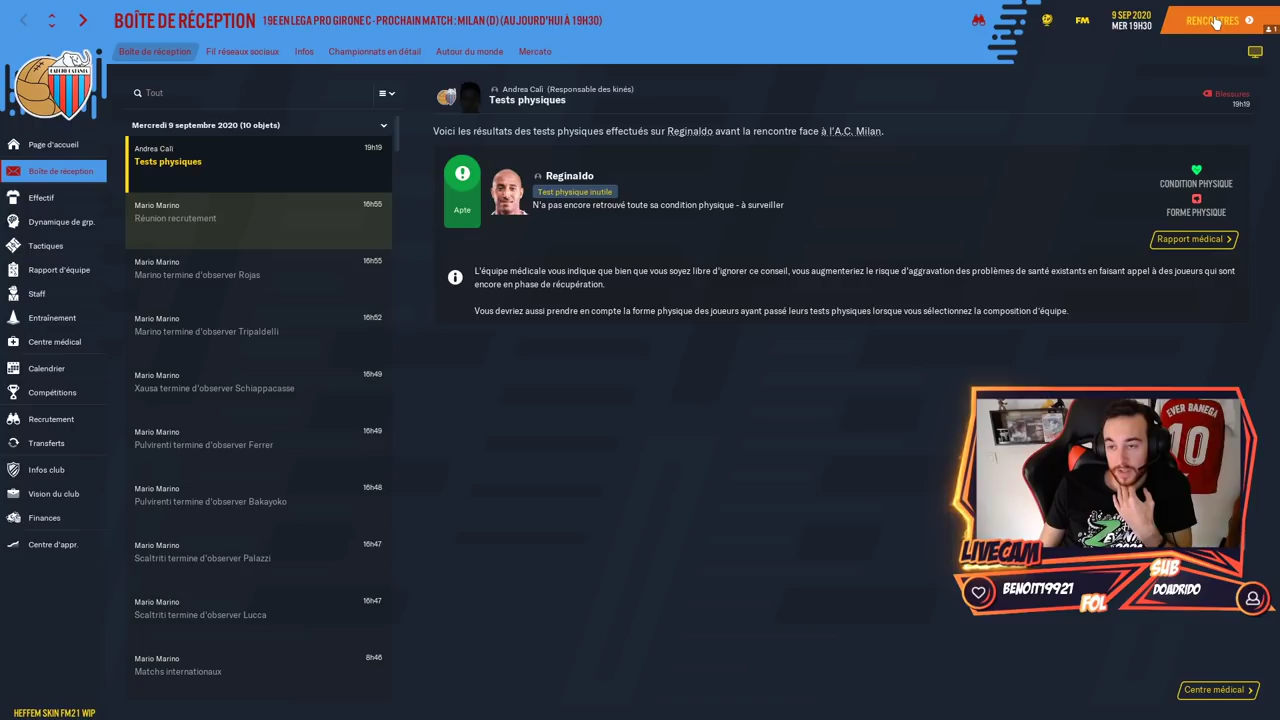 BOÎTE DE RÉCEPTION
19E EN LEGA PRO GIRONE C - PROCHAIN MATCH : MILAN (D) (AUJOURD'HUI À 19H30)
FM
9 SEP 2020
MER 19H30
RENCONTRES
1
Boîte de réception
Fil réseaux sociaux
Infos
Championnats en détail
Autour du monde
Mercato
CALCIO CATANIA
Page d'accueil
Boîte de réception
Effectif
Dynamique de grp.
Tactiques
Rapport d'équipe
Staff
Entraînement
Centre médical
Calendrier
Compétitions
Recrutement
Transferts
Infos club
Vision du club
Finances
Centre d'appr.
HEFFEM SKIN FM21 WIP
Tout
Mercredi 9 septembre 2020 (10 objets)
Andrea Calì 19h19
Tests physiques
Mario Marino 16h55
Réunion recrutement
Mario Marino 16h55
Marino termine d'observer Rojas
Mario Marino 16h52
Marino termine d'observer Tripaldelli
Mario Marino 16h49
Xausa termine d'observer Schiappacasse
Mario Marino 16h49
Pulvirenti termine d'observer Ferrer
Mario Marino 16h48
Pulvirenti termine d'observer Bakayoko
Mario Marino 16h47
Scaltriti termine d'observer Palazzi
Mario Marino 16h47
Scaltriti termine d'observer Lucca
Mario Marino 8h46
Matchs internationaux
Andrea Calì (Responsable des kinés)
Tests physiques
Blessures
19h19
Voici les résultats des tests physiques effectués sur Reginaldo avant la rencontre face à l'A.C. Milan.
Apte
Reginaldo
Test physique inutile
N'a pas encore retrouvé toute sa condition physique - à surveiller
CONDITION PHYSIQUE
FORME PHYSIQUE
Rapport médical
L'équipe médicale vous indique que bien que vous soyez libre d'ignorer ce conseil, vous augmenteriez le risque d'aggravation des problèmes de santé existants en faisant appel à des joueurs qui sont
encore en phase de récupération.
Vous devriez aussi prendre en compte la forme physique des joueurs ayant passé leurs tests physiques lorsque vous sélectionnez la composition d'équipe.
EVER BANEGA
10
LIVECAM
BENOIT19921
FOL
SUB
DOADRIDO
Centre médical